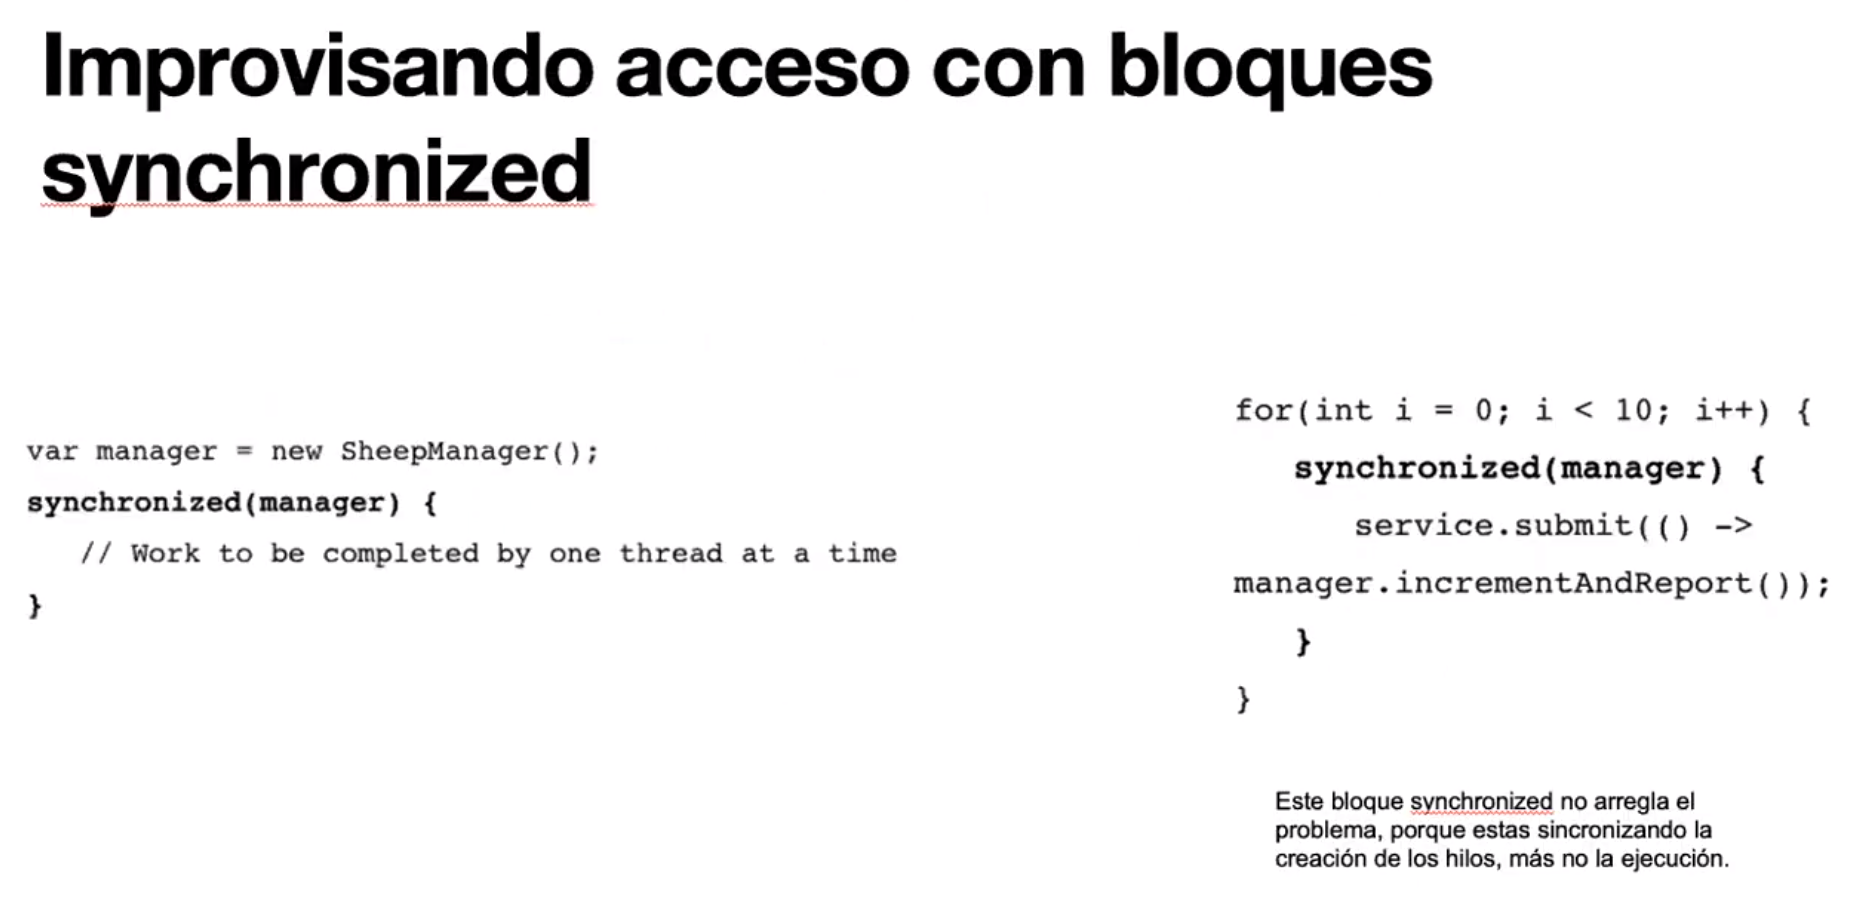 Improvisando acceso con bloques
synchronized
var manager = new SheepManager();
synchronized(manager) {
// Work to be completed by one thread at a time
}
for(int i = 0; i < 10; i++) {
synchronized(manager) {
service.submit(() ->
manager.incrementAndReport());
}
}
Este bloque synchronized no arregla el
problema, porque estas sincronizando la
creación de los hilos, más no la ejecución.